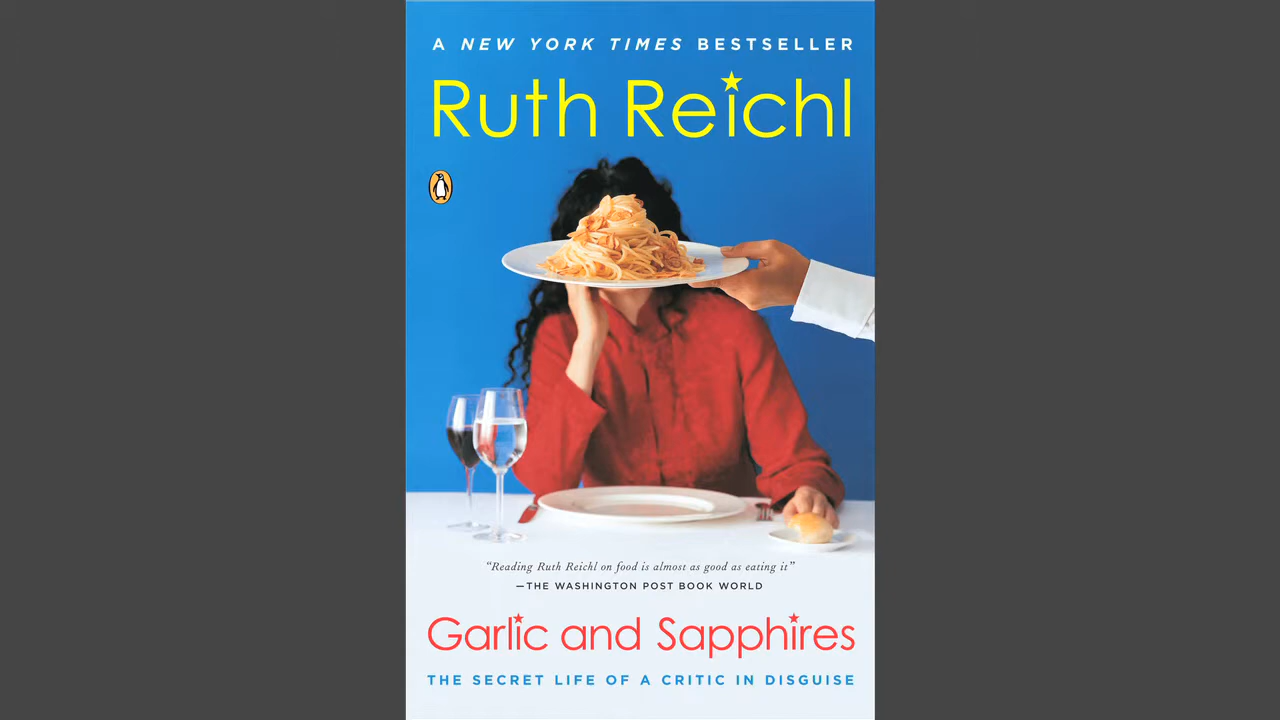 A NEW YORK TIMES BESTSELLER
Ruth Reichl
“Reading Ruth Reichl on food is almost as good as eating it”
—THE WASHINGTON POST BOOK WORLD
Garlic and Sapphires
THE SECRET LIFE OF A CRITIC IN DISGUISE